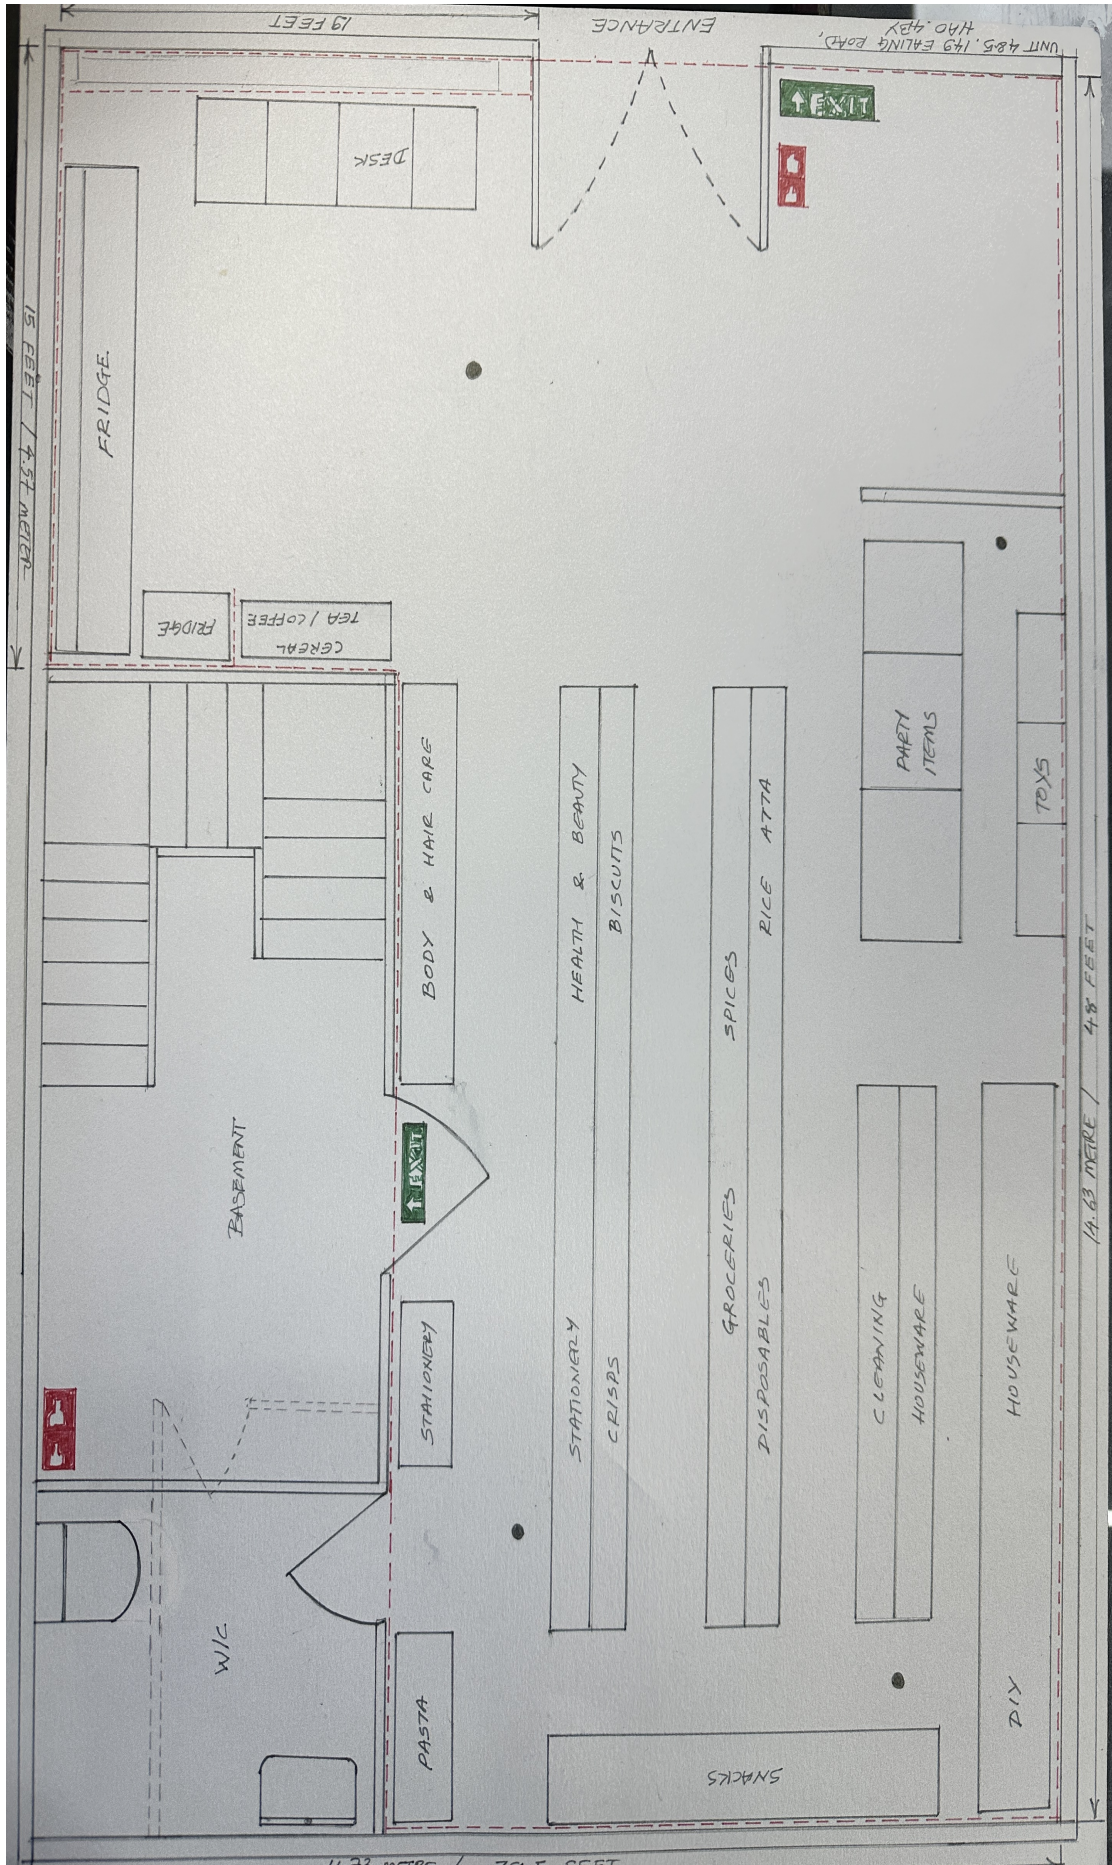 19 FEET
ENTRANCE
UNIT 4&5, 149 EALING ROAD,
HAO.4BY
EXIT
DESK
FRIDGE
15 FEET / 4.57 METER
FRIDGE
CEREAL
TEA / COFFEE
BODY & HAIR CARE
HEALTH & BEAUTY
BISCUITS
SPICES
RICE ATTA
PARTY
ITEMS
TOYS
14.63 METRE / 48 FEET
BASEMENT
EXIT
STATIONERY
STATIONERY
CRISPS
GROCERIES
DISPOSABLES
CLEANING
HOUSEWARE
HOUSEWARE
DIY
W/C
PASTA
SNACKS